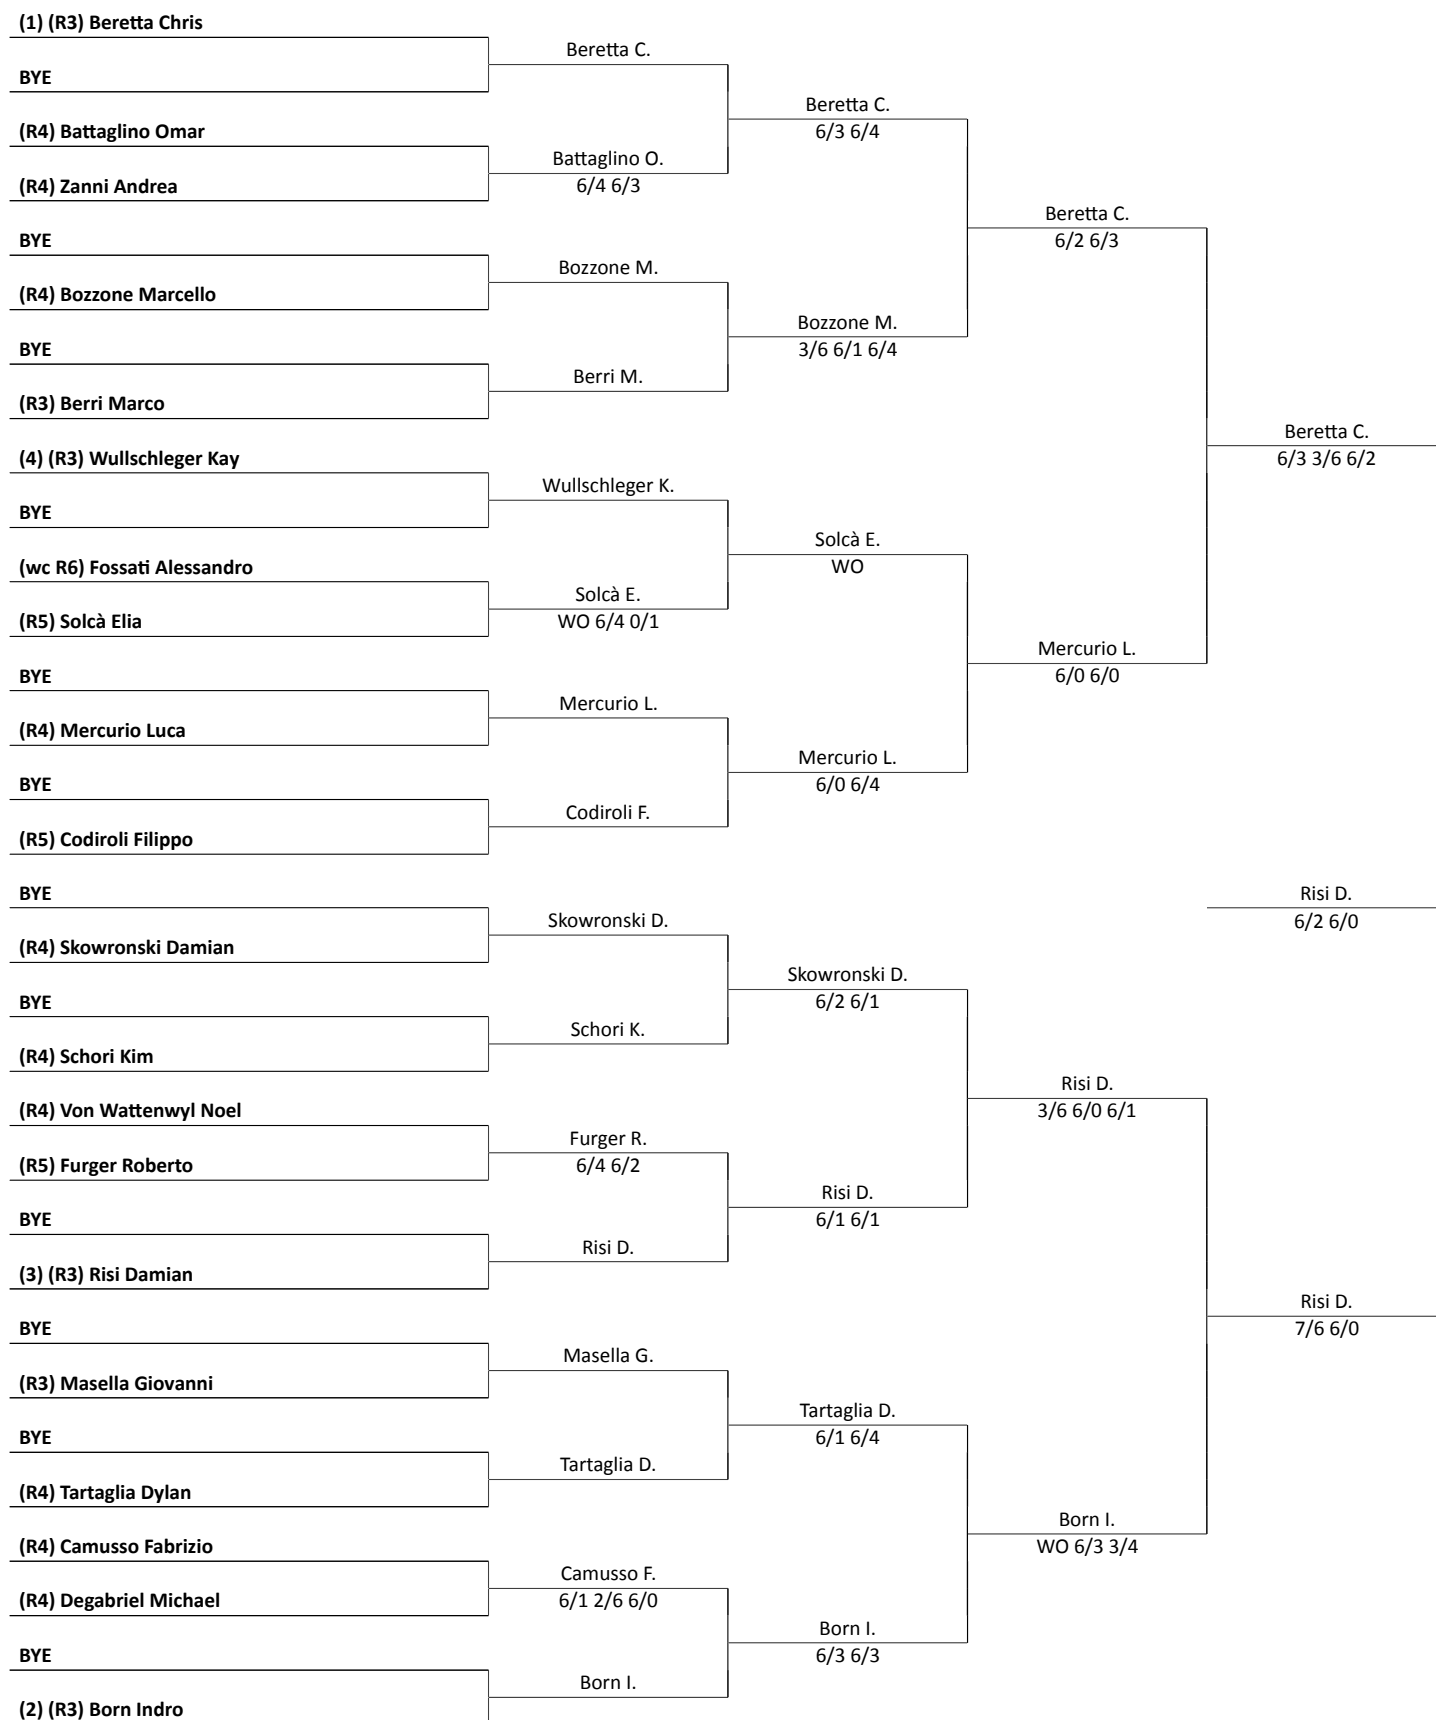 (1) (R3) Beretta Chris
BYE
(R4) Battaglino Omar
(R4) Zanni Andrea
BYE
(R4) Bozzone Marcello
BYE
(R3) Berri Marco
(4) (R3) Wullschleger Kay
BYE
(wc R6) Fossati Alessandro
(R5) Solcà Elia
BYE
(R4) Mercurio Luca
BYE
(R5) Codiroli Filippo
BYE
(R4) Skowronski Damian
BYE
(R4) Schori Kim
(R4) Von Wattenwyl Noel
(R5) Furger Roberto
BYE
(3) (R3) Risi Damian
BYE
(R3) Masella Giovanni
BYE
(R4) Tartaglia Dylan
(R4) Camusso Fabrizio
(R4) Degabriel Michael
BYE
(2) (R3) Born Indro
Beretta C.
Battaglino O.
6/4 6/3
Bozzone M.
Berri M.
Wullschleger K.
Solcà E.
WO 6/4 0/1
Mercurio L.
Codiroli F.
Skowronski D.
Schori K.
Furger R.
6/4 6/2
Risi D.
Masella G.
Tartaglia D.
Camusso F.
6/1 2/6 6/0
Born I.
Beretta C.
6/3 6/4
Bozzone M.
3/6 6/1 6/4
Solcà E.
WO
Mercurio L.
6/0 6/4
Skowronski D.
6/2 6/1
Risi D.
6/1 6/1
Tartaglia D.
6/1 6/4
Born I.
6/3 6/3
Beretta C.
6/2 6/3
Mercurio L.
6/0 6/0
Risi D.
3/6 6/0 6/1
Born I.
WO 6/3 3/4
Beretta C.
6/3 3/6 6/2
Risi D.
6/2 6/0
Risi D.
7/6 6/0